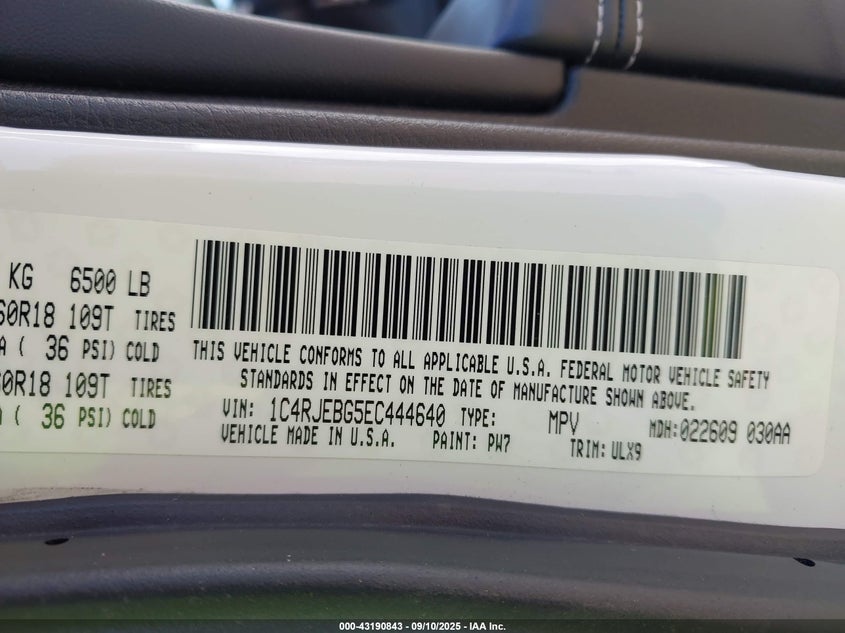 KG 6500 LB
60R18 109T TIRES
A ( 36 PSI) COLD
60R18 109T TIRES
A ( 36 PSI) COLD
THIS VEHICLE CONFORMS TO ALL APPLICABLE U.S.A. FEDERAL MOTOR VEHICLE SAFETY
STANDARDS IN EFFECT ON THE DATE OF MANUFACTURE SHOWN ABOVE.
VIN: 1C4RJEBG5EC444640 TYPE: MPV MDH:022609 030AA
VEHICLE MADE IN U.S.A. PAINT: PW7 TRIM: ULX9
000-43190843 - 09/10/2025 - IAA Inc.